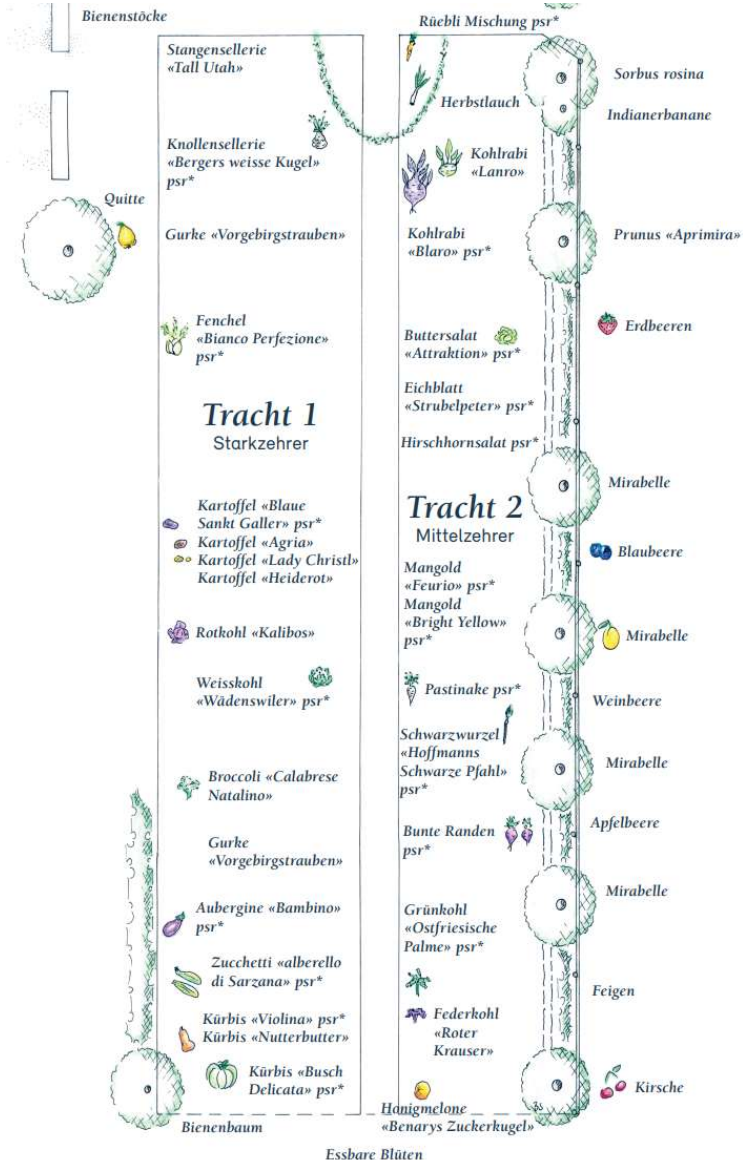 Bienenstöcke
Stangensellerie
«Tall Utah»
Knollensellerie
«Bergers weisse Kugel»
psr*
Quitte
Gurke «Vorgebirgstrauben»
Fenchel
«Bianco Perfezione»
psr*
Tracht 1
Starkzehrer
Kartoffel «Blaue
Sankt Galler» psr*
Kartoffel «Agria»
Kartoffel «Lady Christl»
Kartoffel «Heiderot»
Rotkohl «Kalibos»
Weisskohl
«Wädenswiler» psr*
Broccoli «Calabrese
Natalino»
Gurke
«Vorgebirgstrauben»
Aubergine «Bambino»
psr*
Zucchetti «alberello
di Sarzana» psr*
Kürbis «Violina» psr*
Kürbis «Nutterbutter»
Kürbis «Busch
Delicata» psr*
Bienenbaum
Rüebli Mischung psr*
Herbstlauch
Kohlrabi
«Lanro»
Kohlrabi
«Blaro» psr*
Buttersalat
«Attraktion» psr*
Eichblatt
«Strubelpeter» psr*
Hirschhornsalat psr*
Tracht 2
Mittelzehrer
Mangold
«Feurio» psr*
Mangold
«Bright Yellow»
psr*
Pastinake psr*
Schwarzwurzel
«Hoffmanns
Schwarze Pfahl»
psr*
Bunte Randen
psr*
Grünkohl
«Ostfriesische
Palme» psr*
Federkohl
«Roter
Krauser»
Honigmelone
«Benarys Zuckerkugel»
Sorbus rosina
Indianerbanane
Prunus «Aprimira»
Erdbeeren
Mirabelle
Blaubeere
Mirabelle
Weinbeere
Mirabelle
Apfelbeere
Mirabelle
Feigen
Kirsche
Essbare Blüten